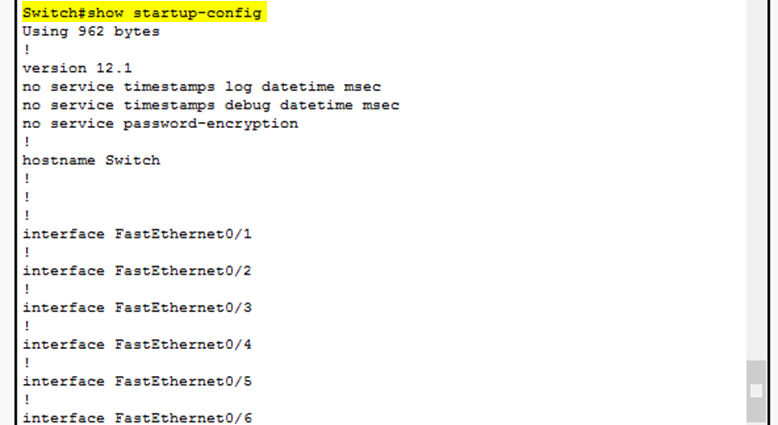 Switch#show startup-config
Using 962 bytes
!
version 12.1
no service timestamps log datetime msec
no service timestamps debug datetime msec
no service password-encryption
!
hostname Switch
!
!
!
interface FastEthernet0/1
!
interface FastEthernet0/2
!
interface FastEthernet0/3
!
interface FastEthernet0/4
!
interface FastEthernet0/5
!
interface FastEthernet0/6